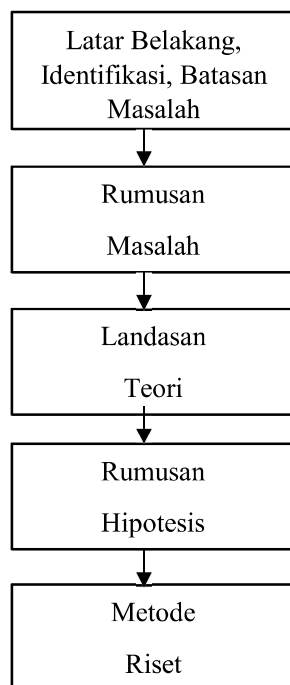 Latar Belakang,
Identifikasi, Batasan
Masalah
Rumusan
Masalah
Landasan
Teori
Rumusan
Hipotesis
Metode
Riset